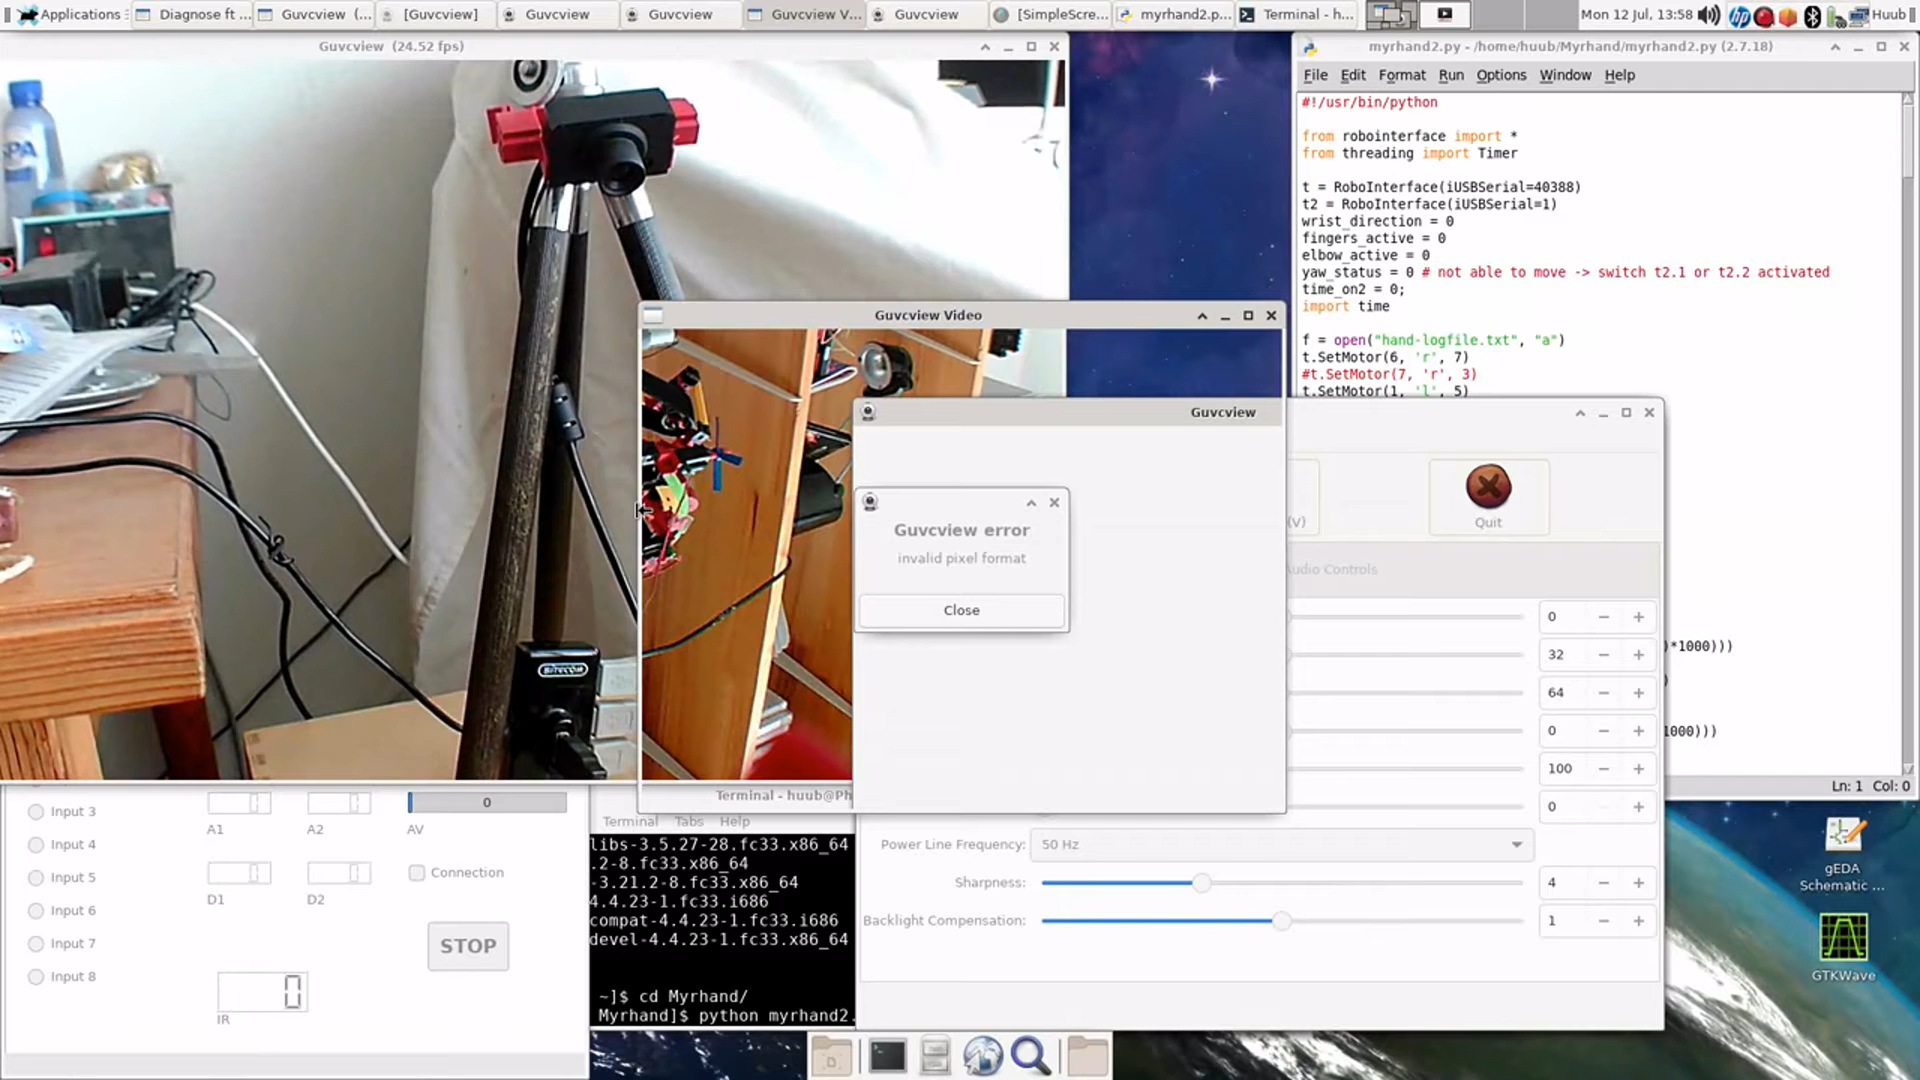 Applications
Diagnose ft ...
Guvcview (...
[Guvcview]
Guvcview
Guvcview
Guvcview V...
Guvcview
[SimpleScre...
myrhand2.p...
Terminal - h...
Mon 12 Jul, 13:58
hp
Huub
Guvcview (24.52 fps)
SPA
BITECOM
myrhand2.py - /home/huub/Myrhand/myrhand2.py (2.7.18)
File Edit Format Run Options Window Help
#!/usr/bin/python
from robointerface import *
from threading import Timer
t = RoboInterface(iUSBSerial=40388)
t2 = RoboInterface(iUSBSerial=1)
wrist_direction = 0
fingers_active = 0
elbow_active = 0
yaw_status = 0 # not able to move -> switch t2.1 or t2.2 activated
time_on2 = 0;
import time
f = open("hand-logfile.txt", "a")
t.SetMotor(6, 'r', 7)
#t.SetMotor(7, 'r', 3)
t.SetMotor(1, 'l', 5)
)*1000)))
)
1000)))
Ln: 1 Col: 0
Guvcview Video
Guvcview
Guvcview error
invalid pixel format
Close
(V)
Quit
Audio Controls
0
32
64
0
100
0
Power Line Frequency: 50 Hz
Sharpness: 4
Backlight Compensation: 1
Input 3
Input 4
Input 5
Input 6
Input 7
Input 8
A1
A2
0
AV
D1
D2
Connection
STOP
0
IR
Terminal - huub@Ph
Terminal Tabs Help
libs-3.5.27-28.fc33.x86_64
.2-8.fc33.x86_64
-3.21.2-8.fc33.x86_64
4.4.23-1.fc33.i686
compat-4.4.23-1.fc33.i686
devel-4.4.23-1.fc33.x86_64
~]$ cd Myrhand/
Myrhand]$ python myrhand2.
gEDA
Schematic ...
GTKWave